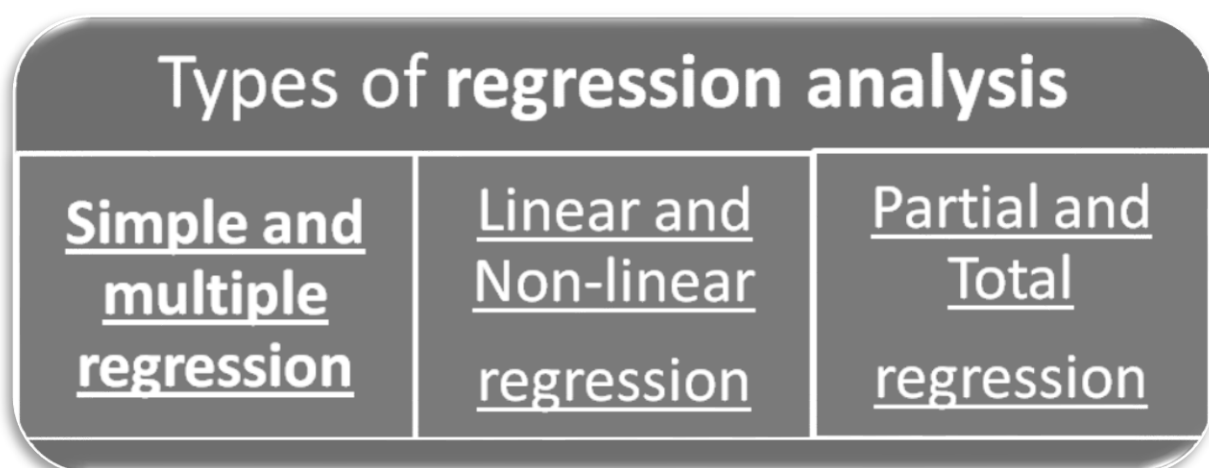 Types of regression analysis
Simple and
multiple
regression
Linear and
Non-linear
regression
Partial and
Total
regression